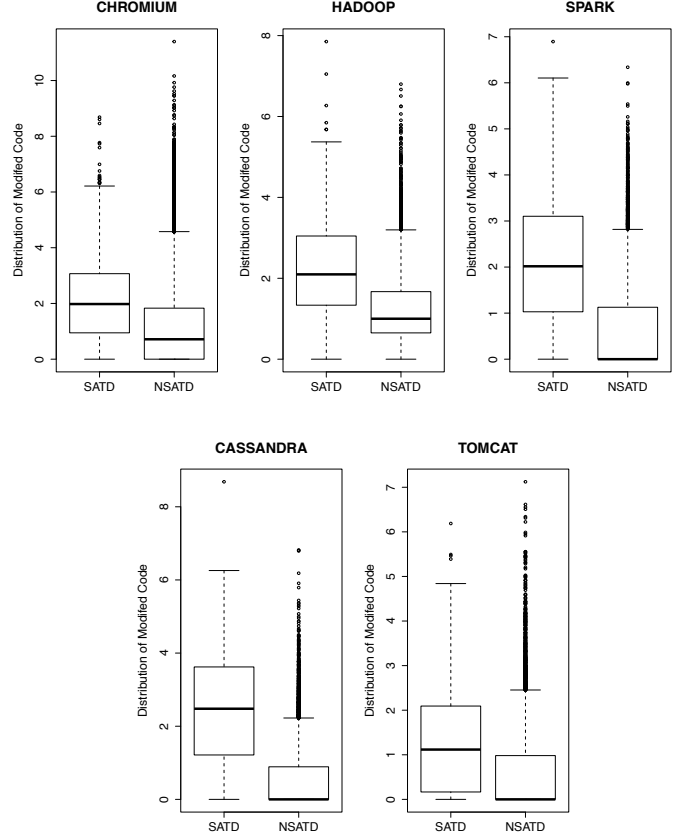 CHROMIUM
Distribution of Modifed Code
0
2
4
6
8
10
SATD
NSATD
HADOOP
Distribution of Modifed Code
0
2
4
6
8
SATD
NSATD
SPARK
Distribution of Modifed Code
0
1
2
3
4
5
6
7
SATD
NSATD
CASSANDRA
Distribution of Modifed Code
0
2
4
6
8
SATD
NSATD
TOMCAT
Distribution of Modifed Code
0
1
2
3
4
5
6
7
SATD
NSATD